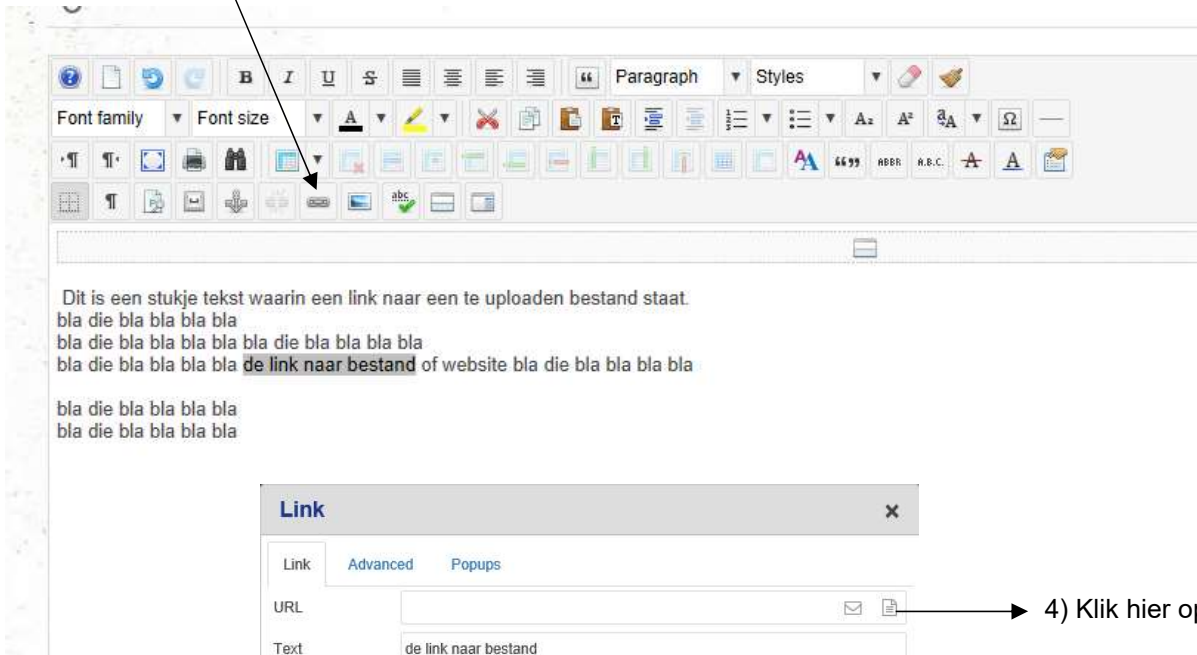 B I U S Paragraph Styles
Font family Font size A A₂ A² ªA Ω
¶ ¶ AA ABBR A.B.C. A A
¶ abc
Dit is een stukje tekst waarin een link naar een te uploaden bestand staat.
bla die bla bla bla bla
bla die bla bla bla bla bla die bla bla bla bla
bla die bla bla bla bla de link naar bestand of website bla die bla bla bla bla
bla die bla bla bla bla
bla die bla bla bla bla
Link
Link Advanced Popups
URL
4) Klik hier op
Text de link naar bestand